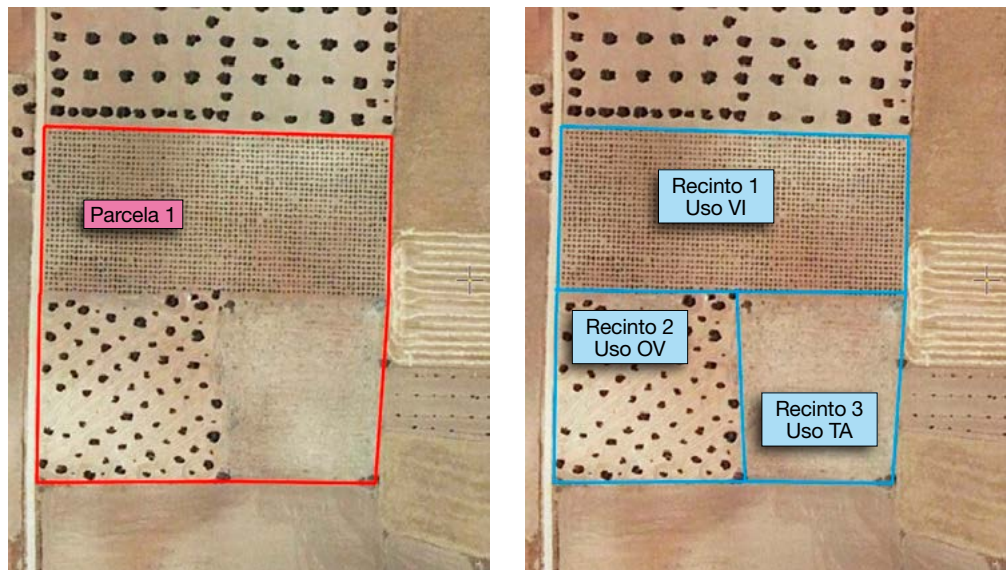 Parcela 1
Recinto 1
Uso VI
Recinto 2
Uso OV
Recinto 3
Uso TA